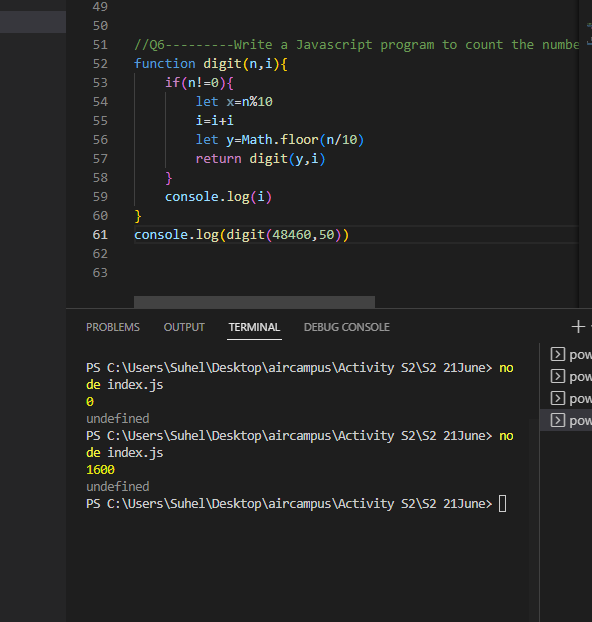 49
50
51 //Q6---------Write a Javascript program to count the numbe
52 function digit(n,i){
53 if(n!=0){
54 let x=n%10
55 i=i+i
56 let y=Math.floor(n/10)
57 return digit(y,i)
58 }
59 console.log(i)
60 }
61 console.log(digit(48460,50))
62
63
PROBLEMS OUTPUT TERMINAL DEBUG CONSOLE
PS C:\Users\Suhel\Desktop\aircampus\Activity S2\S2 21June> no
de index.js
0
undefined
PS C:\Users\Suhel\Desktop\aircampus\Activity S2\S2 21June> no
de index.js
1600
undefined
PS C:\Users\Suhel\Desktop\aircampus\Activity S2\S2 21June>
pow
pow
pow
pow